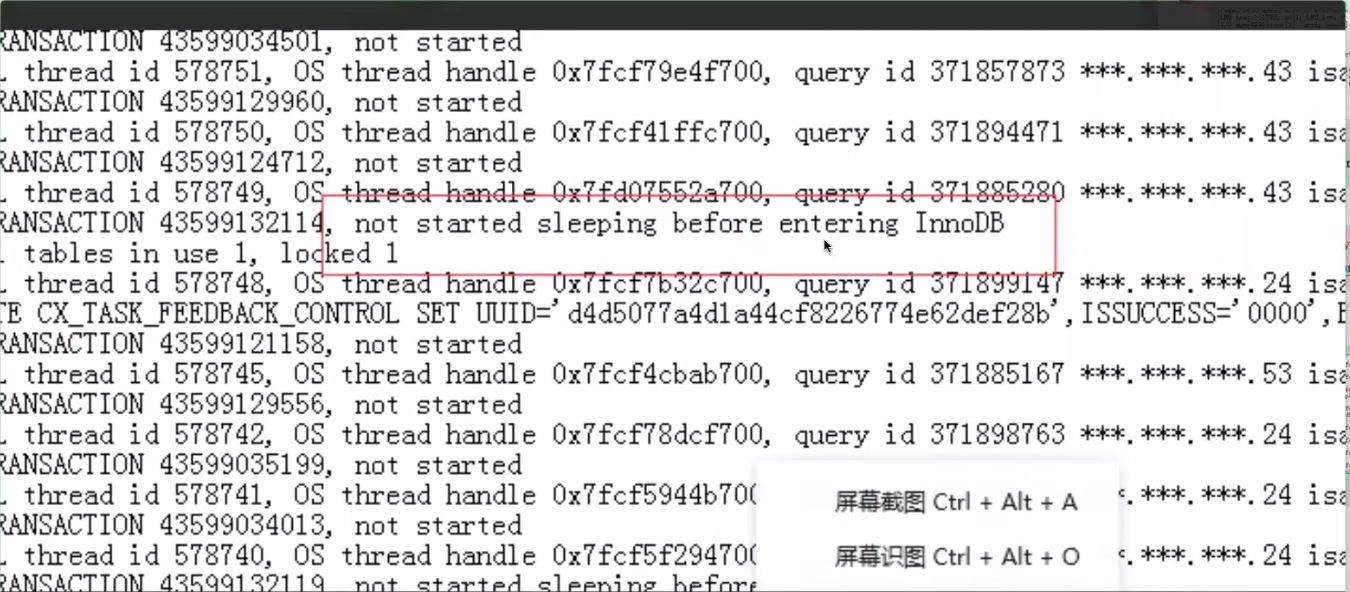 RANSACTION 43599034501, not started
L thread id 578751, OS thread handle 0x7fcf79e4f700, query id 371857873 ***.***.***.43 isa
RANSACTION 43599129960, not started
L thread id 578750, OS thread handle 0x7fcf41ffc700, query id 371894471 ***.***.***.43 isa
RANSACTION 43599124712, not started
L thread id 578749, OS thread handle 0x7fd07552a700, query id 371885280 ***.***.***.43 isa
RANSACTION 43599132114, not started sleeping before entering InnoDB
tables in use 1, locked 1
L thread id 578748, OS thread handle 0x7fcf7b32c700, query id 371899147 ***.***.***.24 isa
TE CX_TASK_FEEDBACK_CONTROL SET UUID='d4d5077a4d1a44cf8226774e62def28b',ISSUCCESS='0000',
RANSACTION 43599121158, not started
L thread id 578745, OS thread handle 0x7fcf4cbab700, query id 371885167 ***.***.***.53 isa
RANSACTION 43599129556, not started
L thread id 578742, OS thread handle 0x7fcf78dcf700, query id 371898763 ***.***.***.24 isa
RANSACTION 43599035199, not started
L thread id 578741, OS thread handle 0x7fcf5944b700 *.***.***.24 isa
RANSACTION 43599034013, not started
L thread id 578740, OS thread handle 0x7fcf5f294700 *.***.***.24 isa
RANSACTION 43599132119, not started sleeping before
屏幕截图 Ctrl + Alt + A
屏幕识图 Ctrl + Alt + O